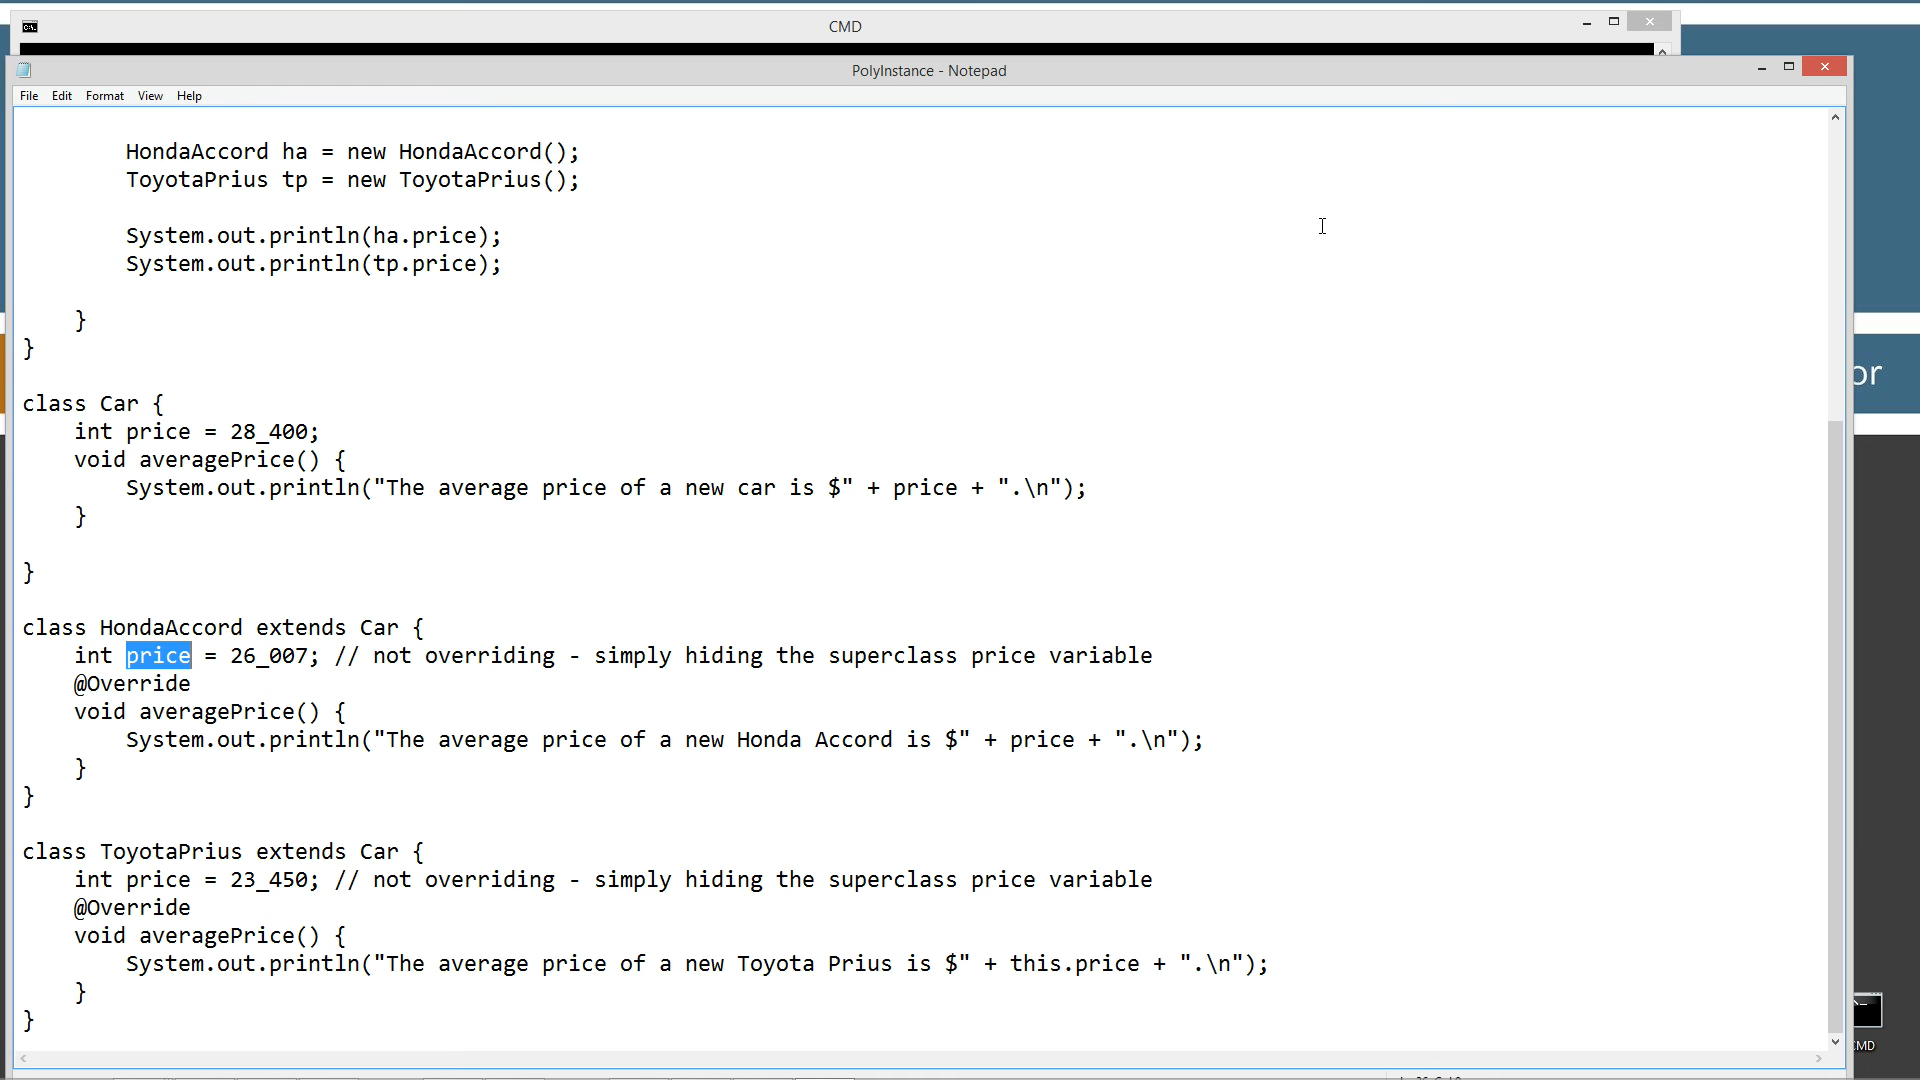 CMD
PolyInstance - Notepad
File Edit Format View Help
HondaAccord ha = new HondaAccord();
ToyotaPrius tp = new ToyotaPrius();
System.out.println(ha.price);
System.out.println(tp.price);
}
}
or
class Car {
int price = 28_400;
void averagePrice() {
System.out.println("The average price of a new car is $" + price + ".\n");
}
}
class HondaAccord extends Car {
int price = 26_007; // not overriding - simply hiding the superclass price variable
@Override
void averagePrice() {
System.out.println("The average price of a new Honda Accord is $" + price + ".\n");
}
}
class ToyotaPrius extends Car {
int price = 23_450; // not overriding - simply hiding the superclass price variable
@Override
void averagePrice() {
System.out.println("The average price of a new Toyota Prius is $" + this.price + ".\n");
}
}
CMD